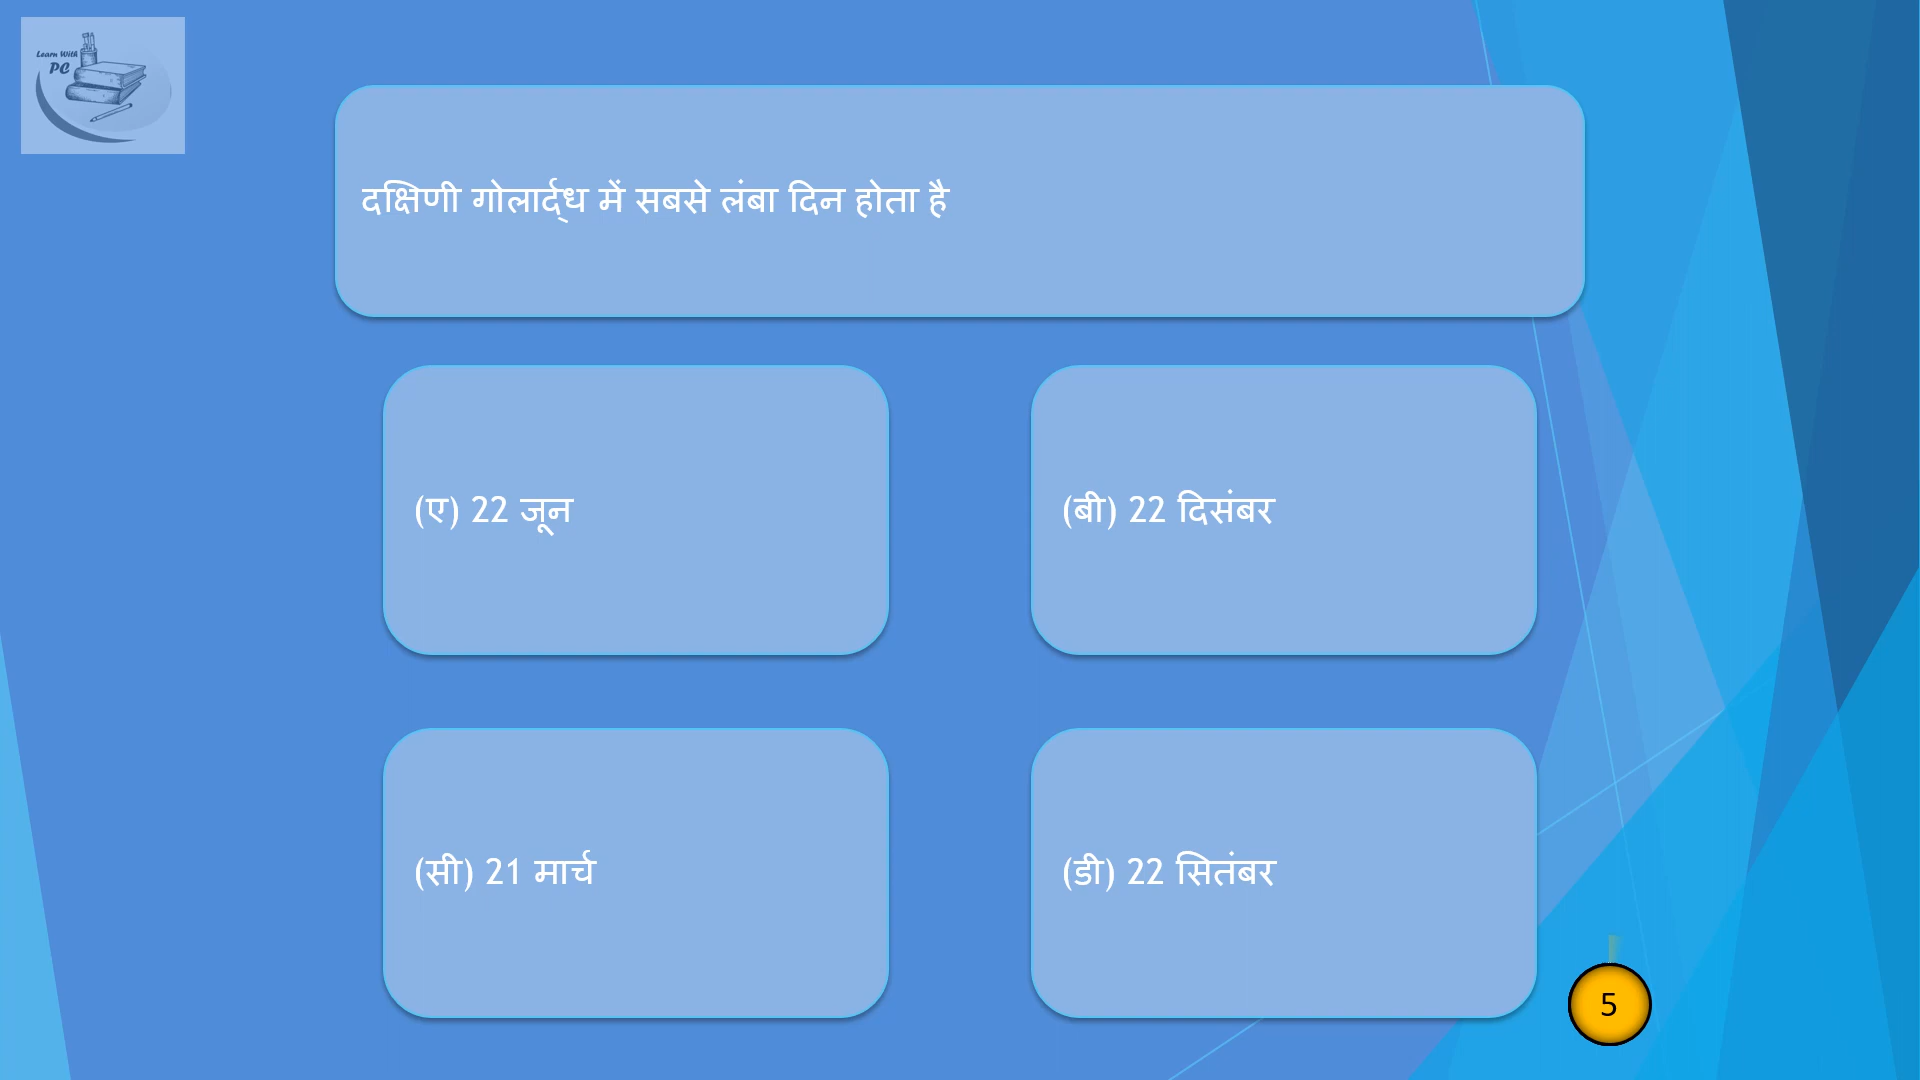 Learn With
PC
दक्षिणी गोलार्द्ध में सबसे लंबा दिन होता है
(ए) 22 जून
(बी) 22 दिसंबर
(सी) 21 मार्च
(डी) 22 सितंबर
5